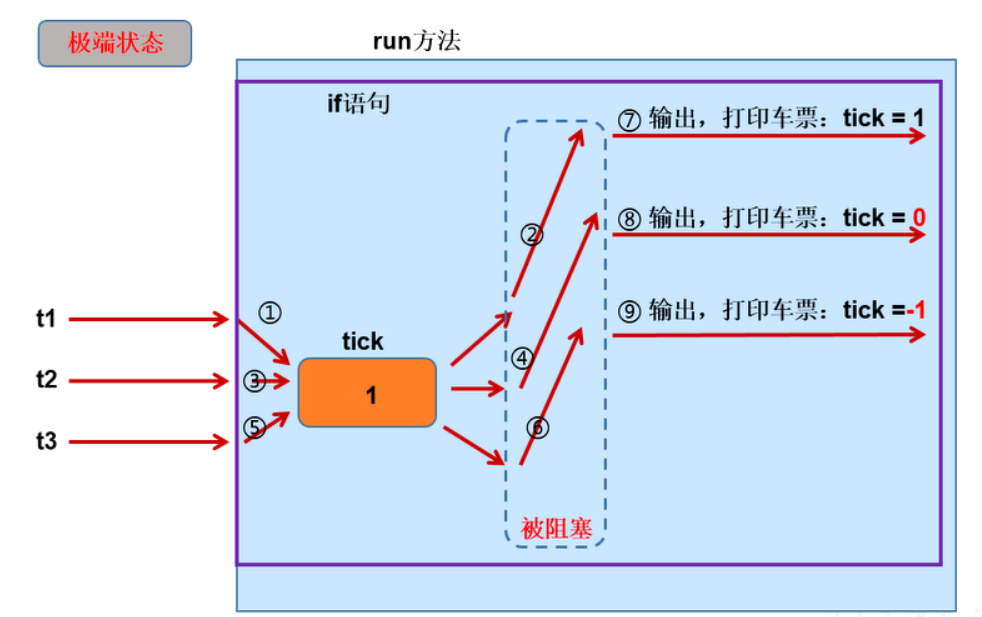 极端状态
run方法
if语句
⑦ 输出，打印车票：tick = 1
②
⑧ 输出，打印车票：tick = 0
⑨ 输出，打印车票：tick =-1
t1
①
tick
④
t2
③
1
t3
⑤
⑥
被阻塞